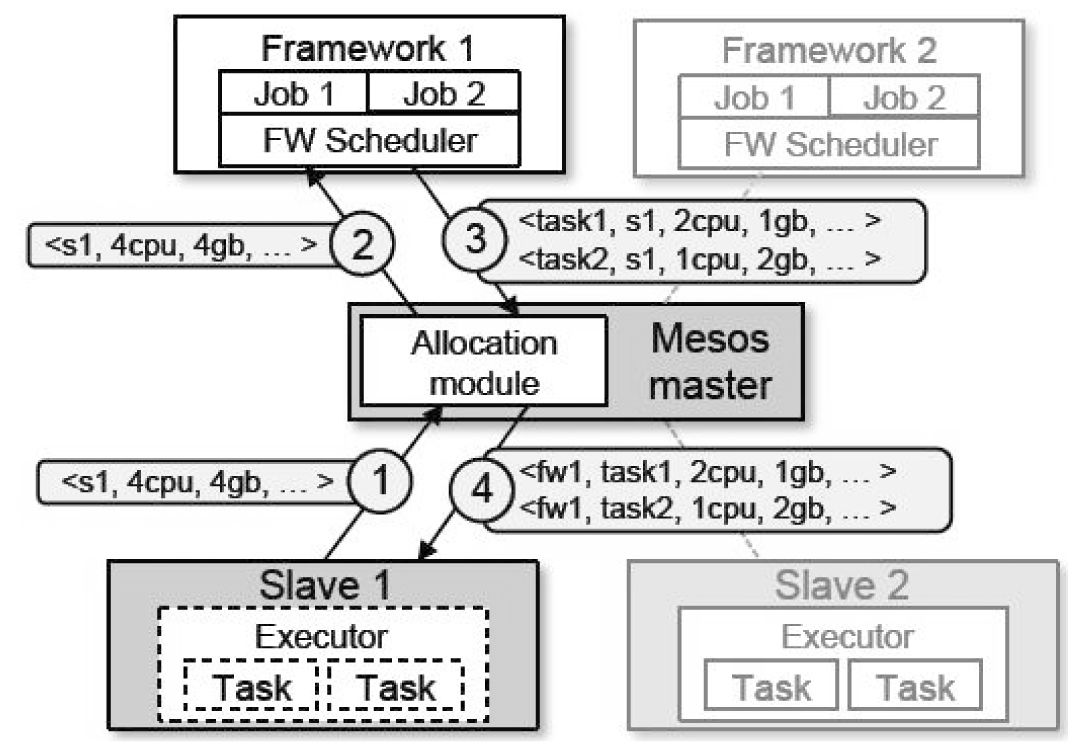 Framework 1
Job 1 Job 2
FW Scheduler
Framework 2
Job 1 Job 2
FW Scheduler
<s1, 4cpu, 4gb, ... >
2
3
<task1, s1, 2cpu, 1gb, ... >
<task2, s1, 1cpu, 2gb, ... >
Allocation
module
Mesos
master
<s1, 4cpu, 4gb, ... >
1
4
<fw1, task1, 2cpu, 1gb, ... >
<fw1, task2, 1cpu, 2gb, ... >
Slave 1
Executor
Task Task
Slave 2
Executor
Task Task